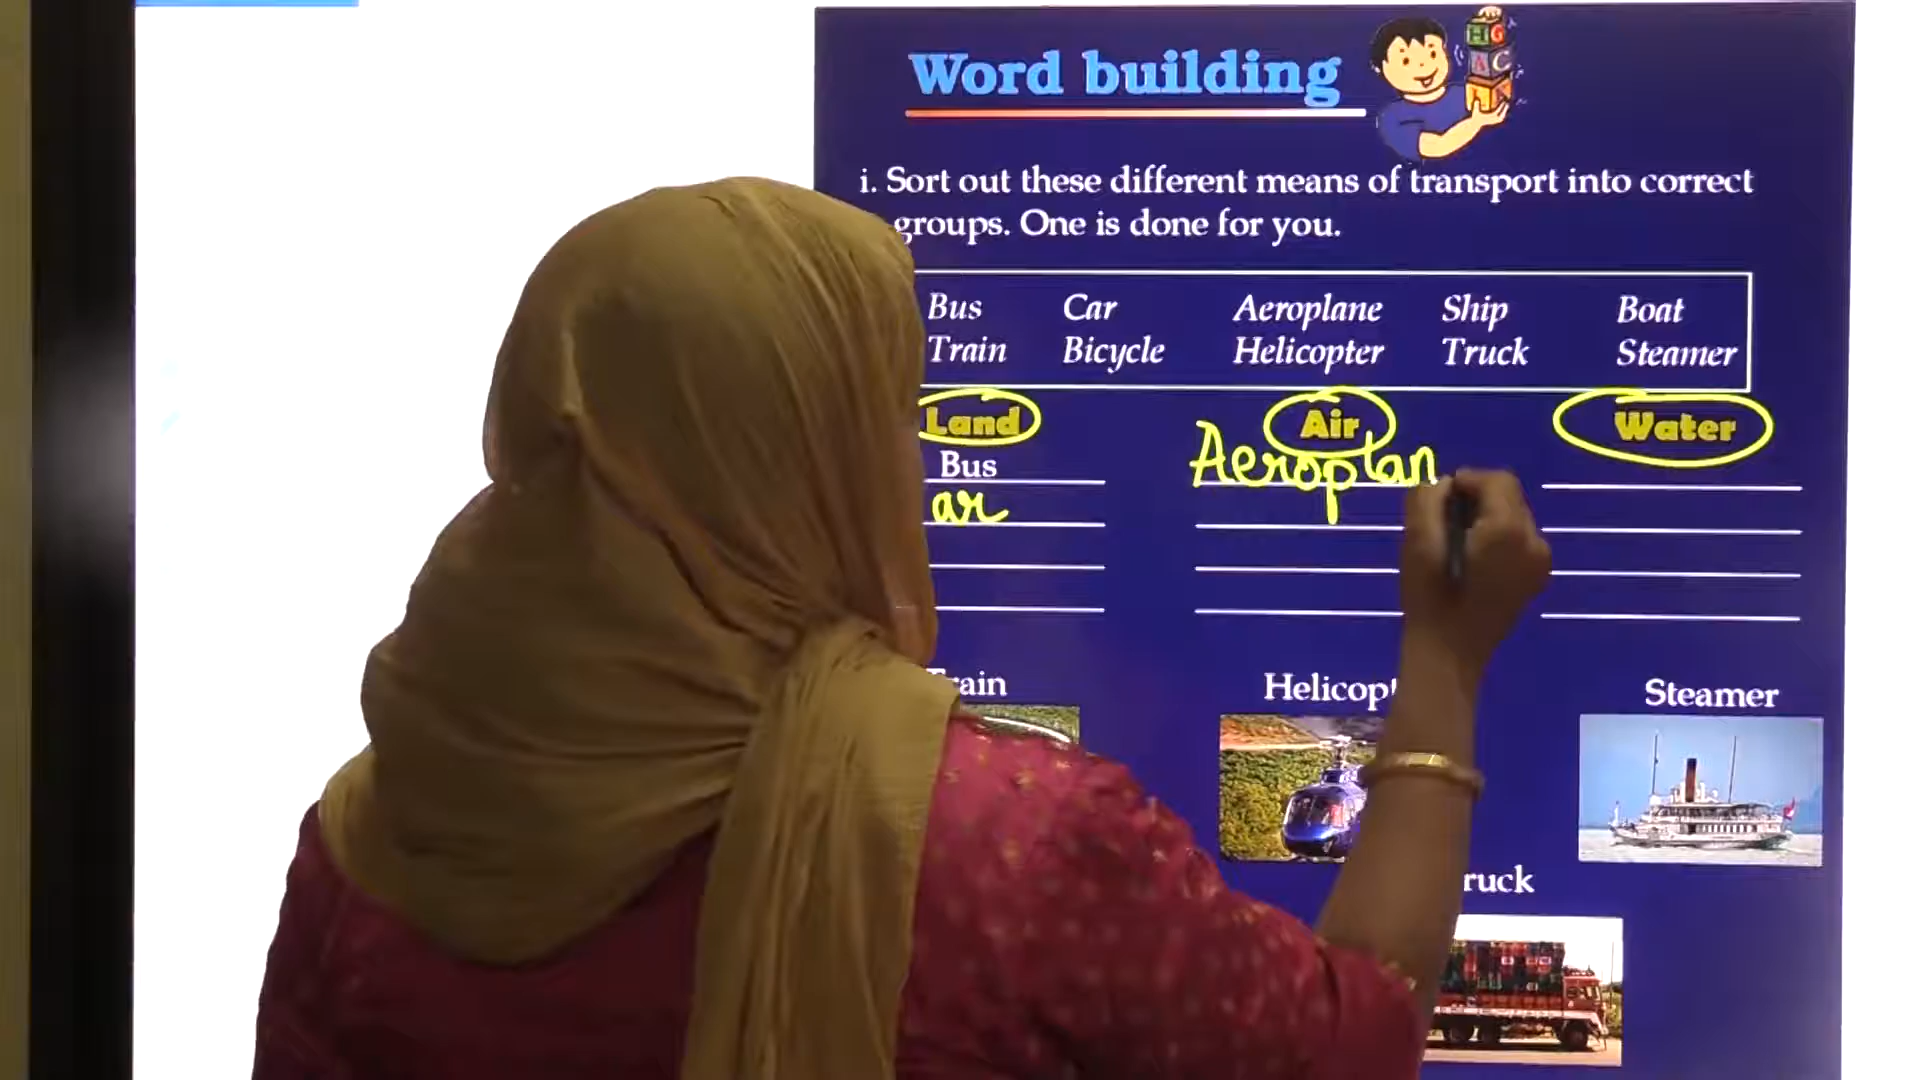 Word building
i. Sort out these different means of transport into correct
groups. One is done for you.
Bus Car Aeroplane Ship Boat
Train Bicycle Helicopter Truck Steamer
Land Air Water
Bus Aeroplan
ar
rain Helicopt Steamer
ruck